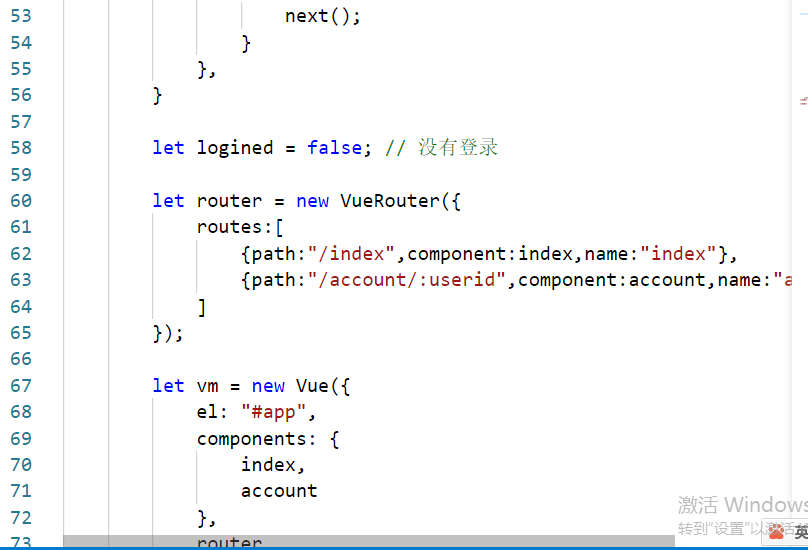 53 next();
54 }
55 },
56 }
57
58 let logined = false; // 没有登录
59
60 let router = new VueRouter({
61 routes:[
62 {path:"/index",component:index,name:"index"},
63 {path:"/account/:userid",component:account,name:"a
64 ]
65 });
66
67 let vm = new Vue({
68 el: "#app",
69 components: {
70 index,
71 account
72 },
73 router
激活 Windows
转到"设置"以激活
英